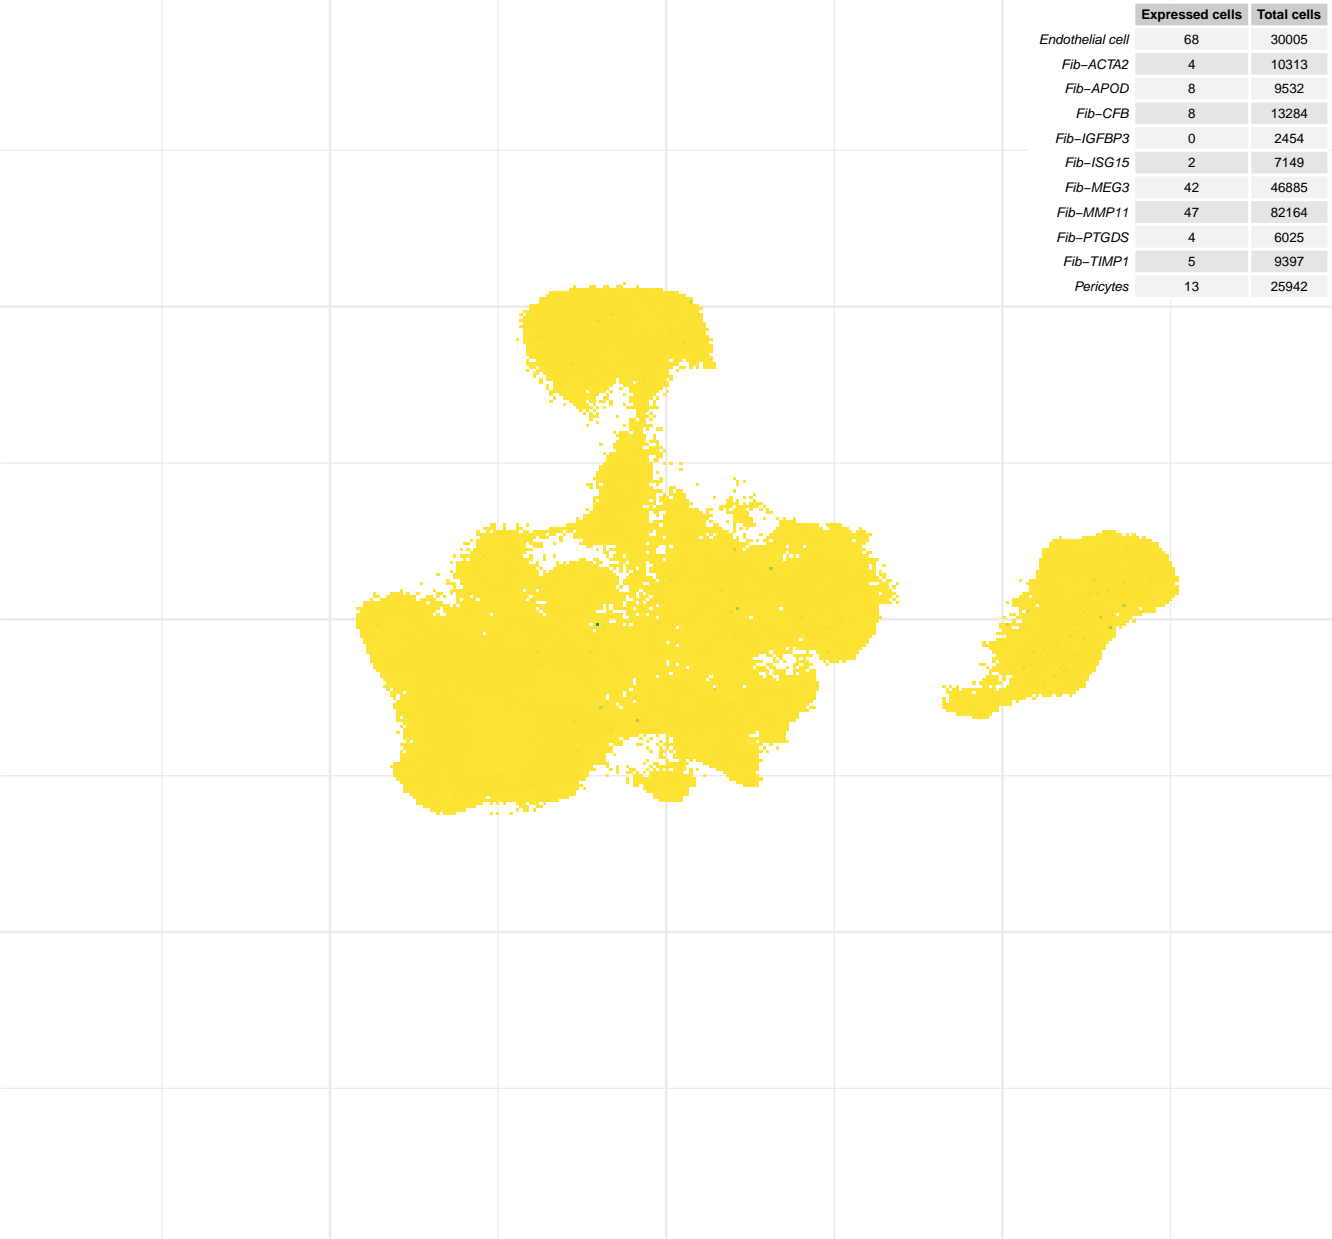 Expressed cells Total cells
Endothelial cell 68 30005
Fib−ACTA2 4 10313
Fib−APOD 8 9532
Fib−CFB 8 13284
Fib−IGFBP3 0 2454
Fib−ISG15 2 7149
Fib−MEG3 42 46885
Fib−MMP11 47 82164
Fib−PTGDS 4 6025
Fib−TIMP1 5 9397
Pericytes 13 25942